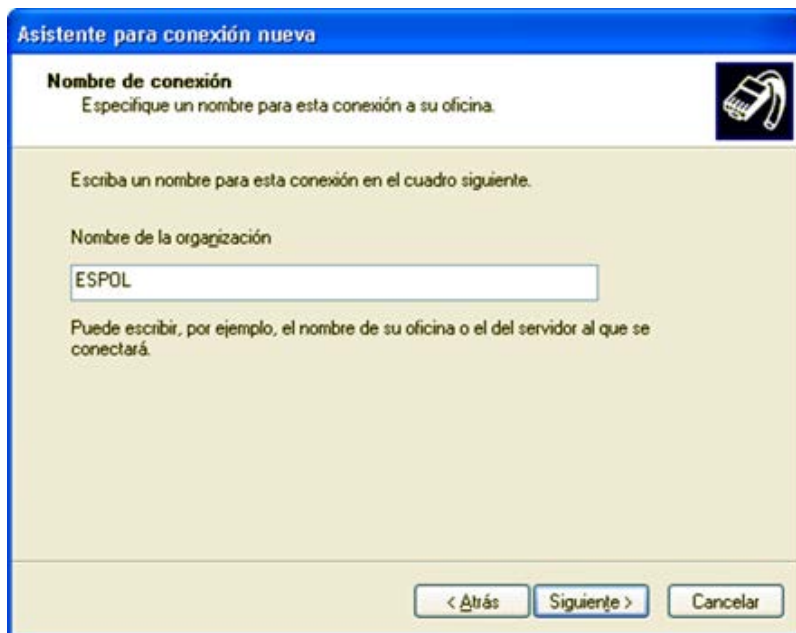 Asistente para conexión nueva
Nombre de conexión
Especifique un nombre para esta conexión a su oficina.
Escriba un nombre para esta conexión en el cuadro siguiente.
Nombre de la organización
ESPOL
Puede escribir, por ejemplo, el nombre de su oficina o el del servidor al que se
conectará.
< Atrás Siguiente > Cancelar